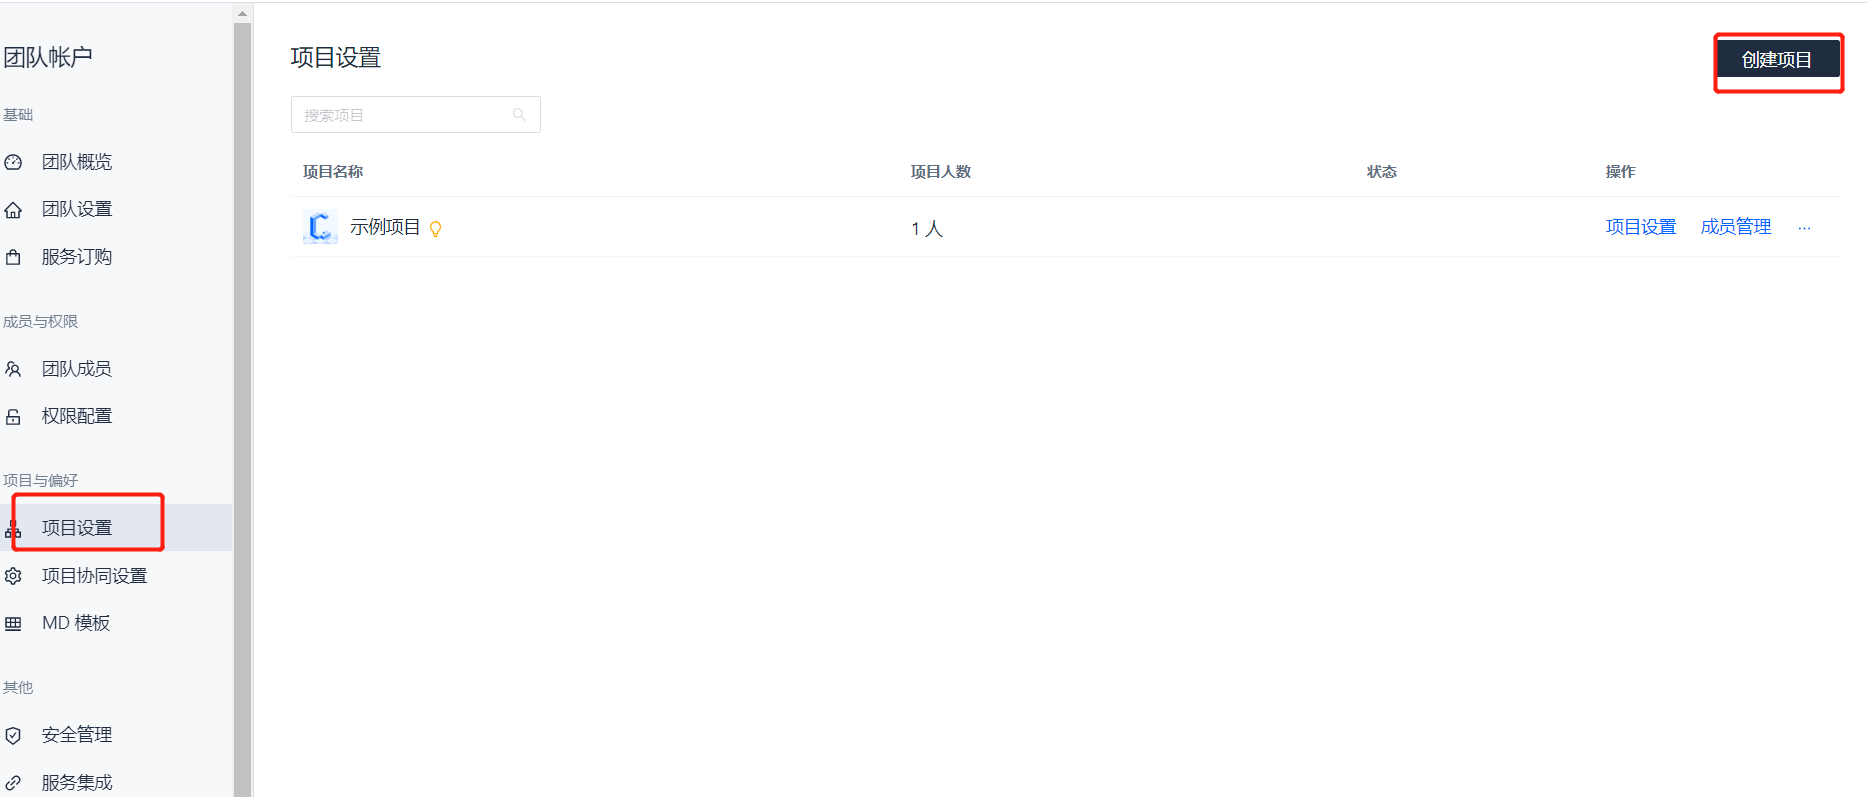 团队帐户
基础
团队概览
团队设置
服务订购
成员与权限
团队成员
权限配置
项目与偏好
项目设置
项目协同设置
MD 模板
其他
安全管理
服务集成
项目设置
创建项目
搜索项目
项目名称 项目人数 状态 操作
示例项目 1 人 项目设置 成员管理 ...